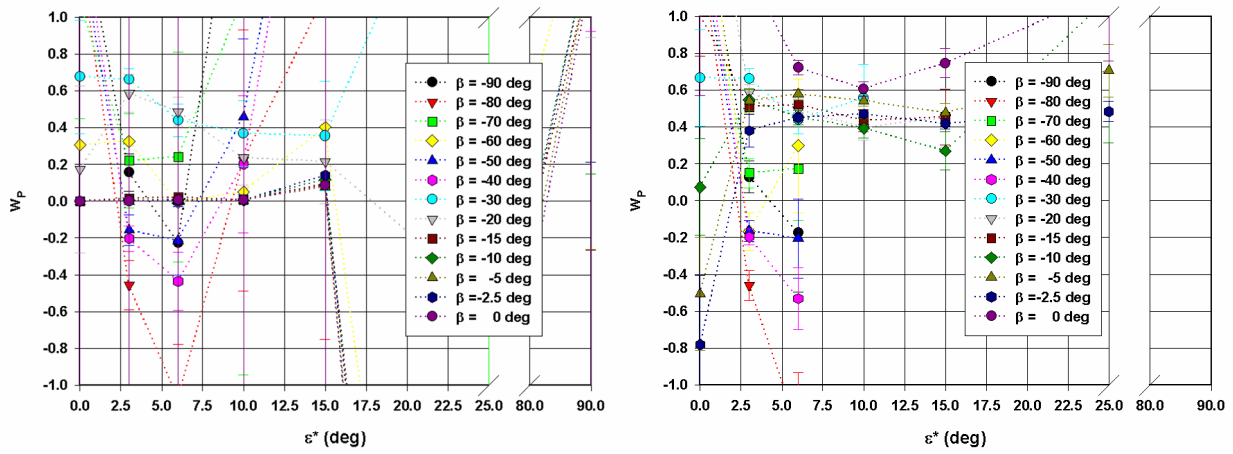 1.0
0.8
0.6
0.4
0.2
0.0
-0.2
-0.4
-0.6
-0.8
-1.0
wP
0.0 2.5 5.0 7.5 10.0 12.5 15.0 17.5 20.0 22.5 25.0 80.0 90.0
ε* (deg)
β = -90 deg
β = -80 deg
β = -70 deg
β = -60 deg
β = -50 deg
β = -40 deg
β = -30 deg
β = -20 deg
β = -15 deg
β = -10 deg
β = -5 deg
β =-2.5 deg
β = 0 deg
1.0
0.8
0.6
0.4
0.2
0.0
-0.2
-0.4
-0.6
-0.8
-1.0
wP
0.0 2.5 5.0 7.5 10.0 12.5 15.0 17.5 20.0 22.5 25.0 80.0 90.0
ε* (deg)
β = -90 deg
β = -80 deg
β = -70 deg
β = -60 deg
β = -50 deg
β = -40 deg
β = -30 deg
β = -20 deg
β = -15 deg
β = -10 deg
β = -5 deg
β =-2.5 deg
β = 0 deg